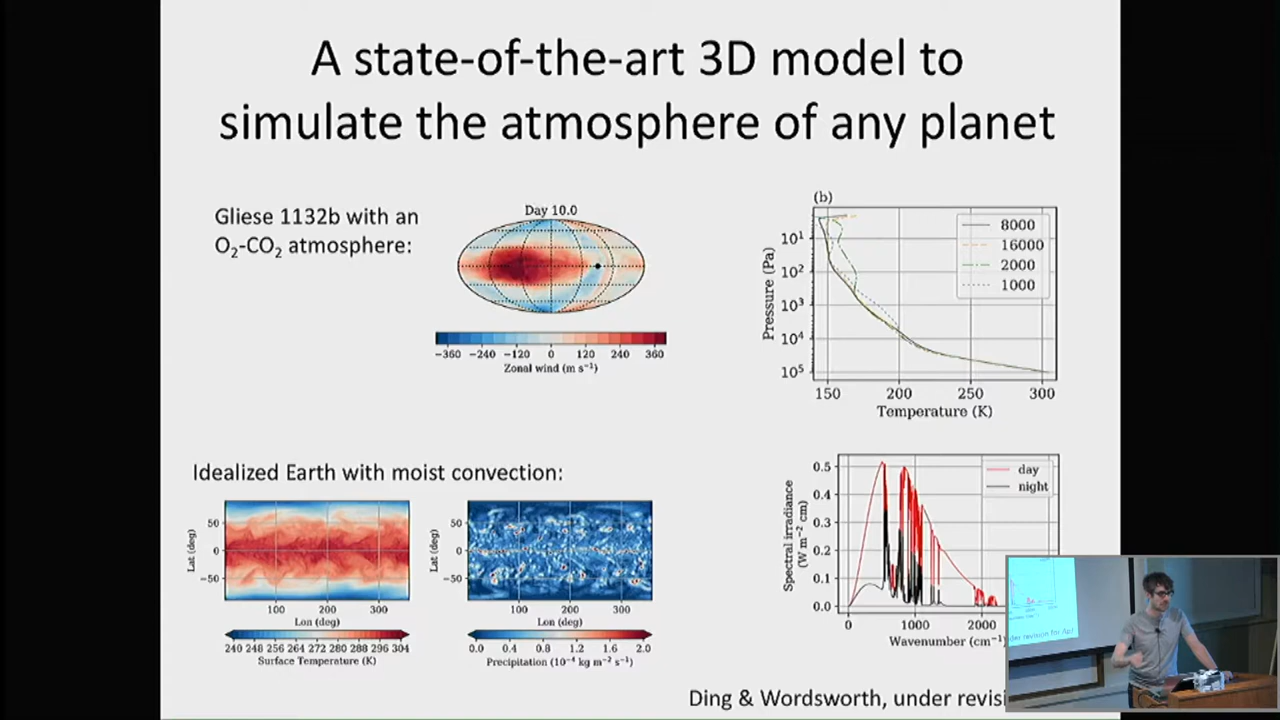 A state-of-the-art 3D model to
simulate the atmosphere of any planet
Gliese 1132b with an
O₂-CO₂ atmosphere:
Day 10.0
−360 −240 −120 0 120 240 360
Zonal wind (m s⁻¹)
(b)
8000
16000
2000
1000
Pressure (Pa)
10¹
10²
10³
10⁴
10⁵
150 200 250 300
Temperature (K)
Idealized Earth with moist convection:
Lat (deg)
50
0
−50
100 200 300
Lon (deg)
240 248 256 264 272 280 288 296 304
Surface Temperature (K)
Lat (deg)
50
0
−50
100 200 300
Lon (deg)
0.0 0.4 0.8 1.2 1.6 2.0
Precipitation (10⁻⁴ kg m⁻² s⁻¹)
day
night
Spectral irradiance
(W m⁻² cm)
0.5
0.4
0.3
0.2
0.1
0.0
0 1000 2000
Wavenumber (cm⁻
Ding & Wordsworth, under revisi
der revision for ApJ